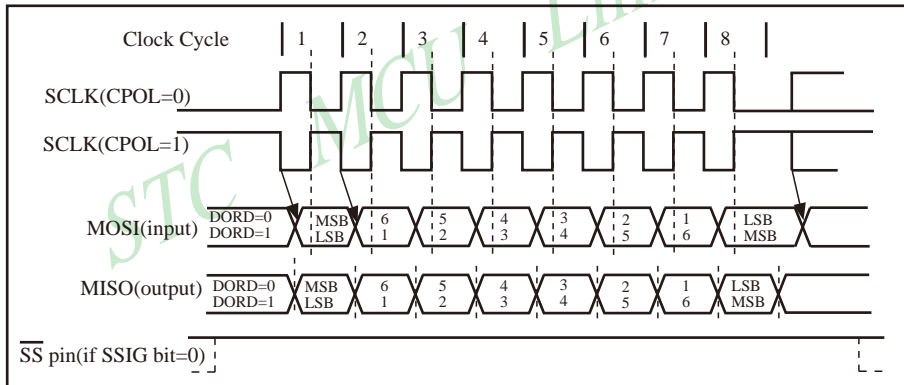 Clock Cycle 1 2 3 4 5 6 7 8
SCLK(CPOL=0)
SCLK(CPOL=1)
MOSI(input) DORD=0 MSB 6 5 4 3 2 1 LSB
DORD=1 LSB 1 2 3 4 5 6 MSB
MISO(output) DORD=0 MSB 6 5 4 3 2 1 LSB
DORD=1 LSB 1 2 3 4 5 6 MSB
SS pin(if SSIG bit=0)
STC MCU